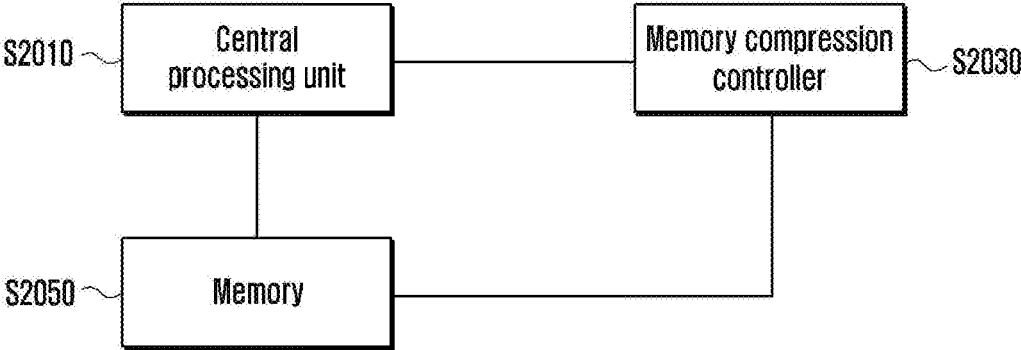 S2010
Central
processing unit
Memory compression
controller
S2030
S2050
Memory